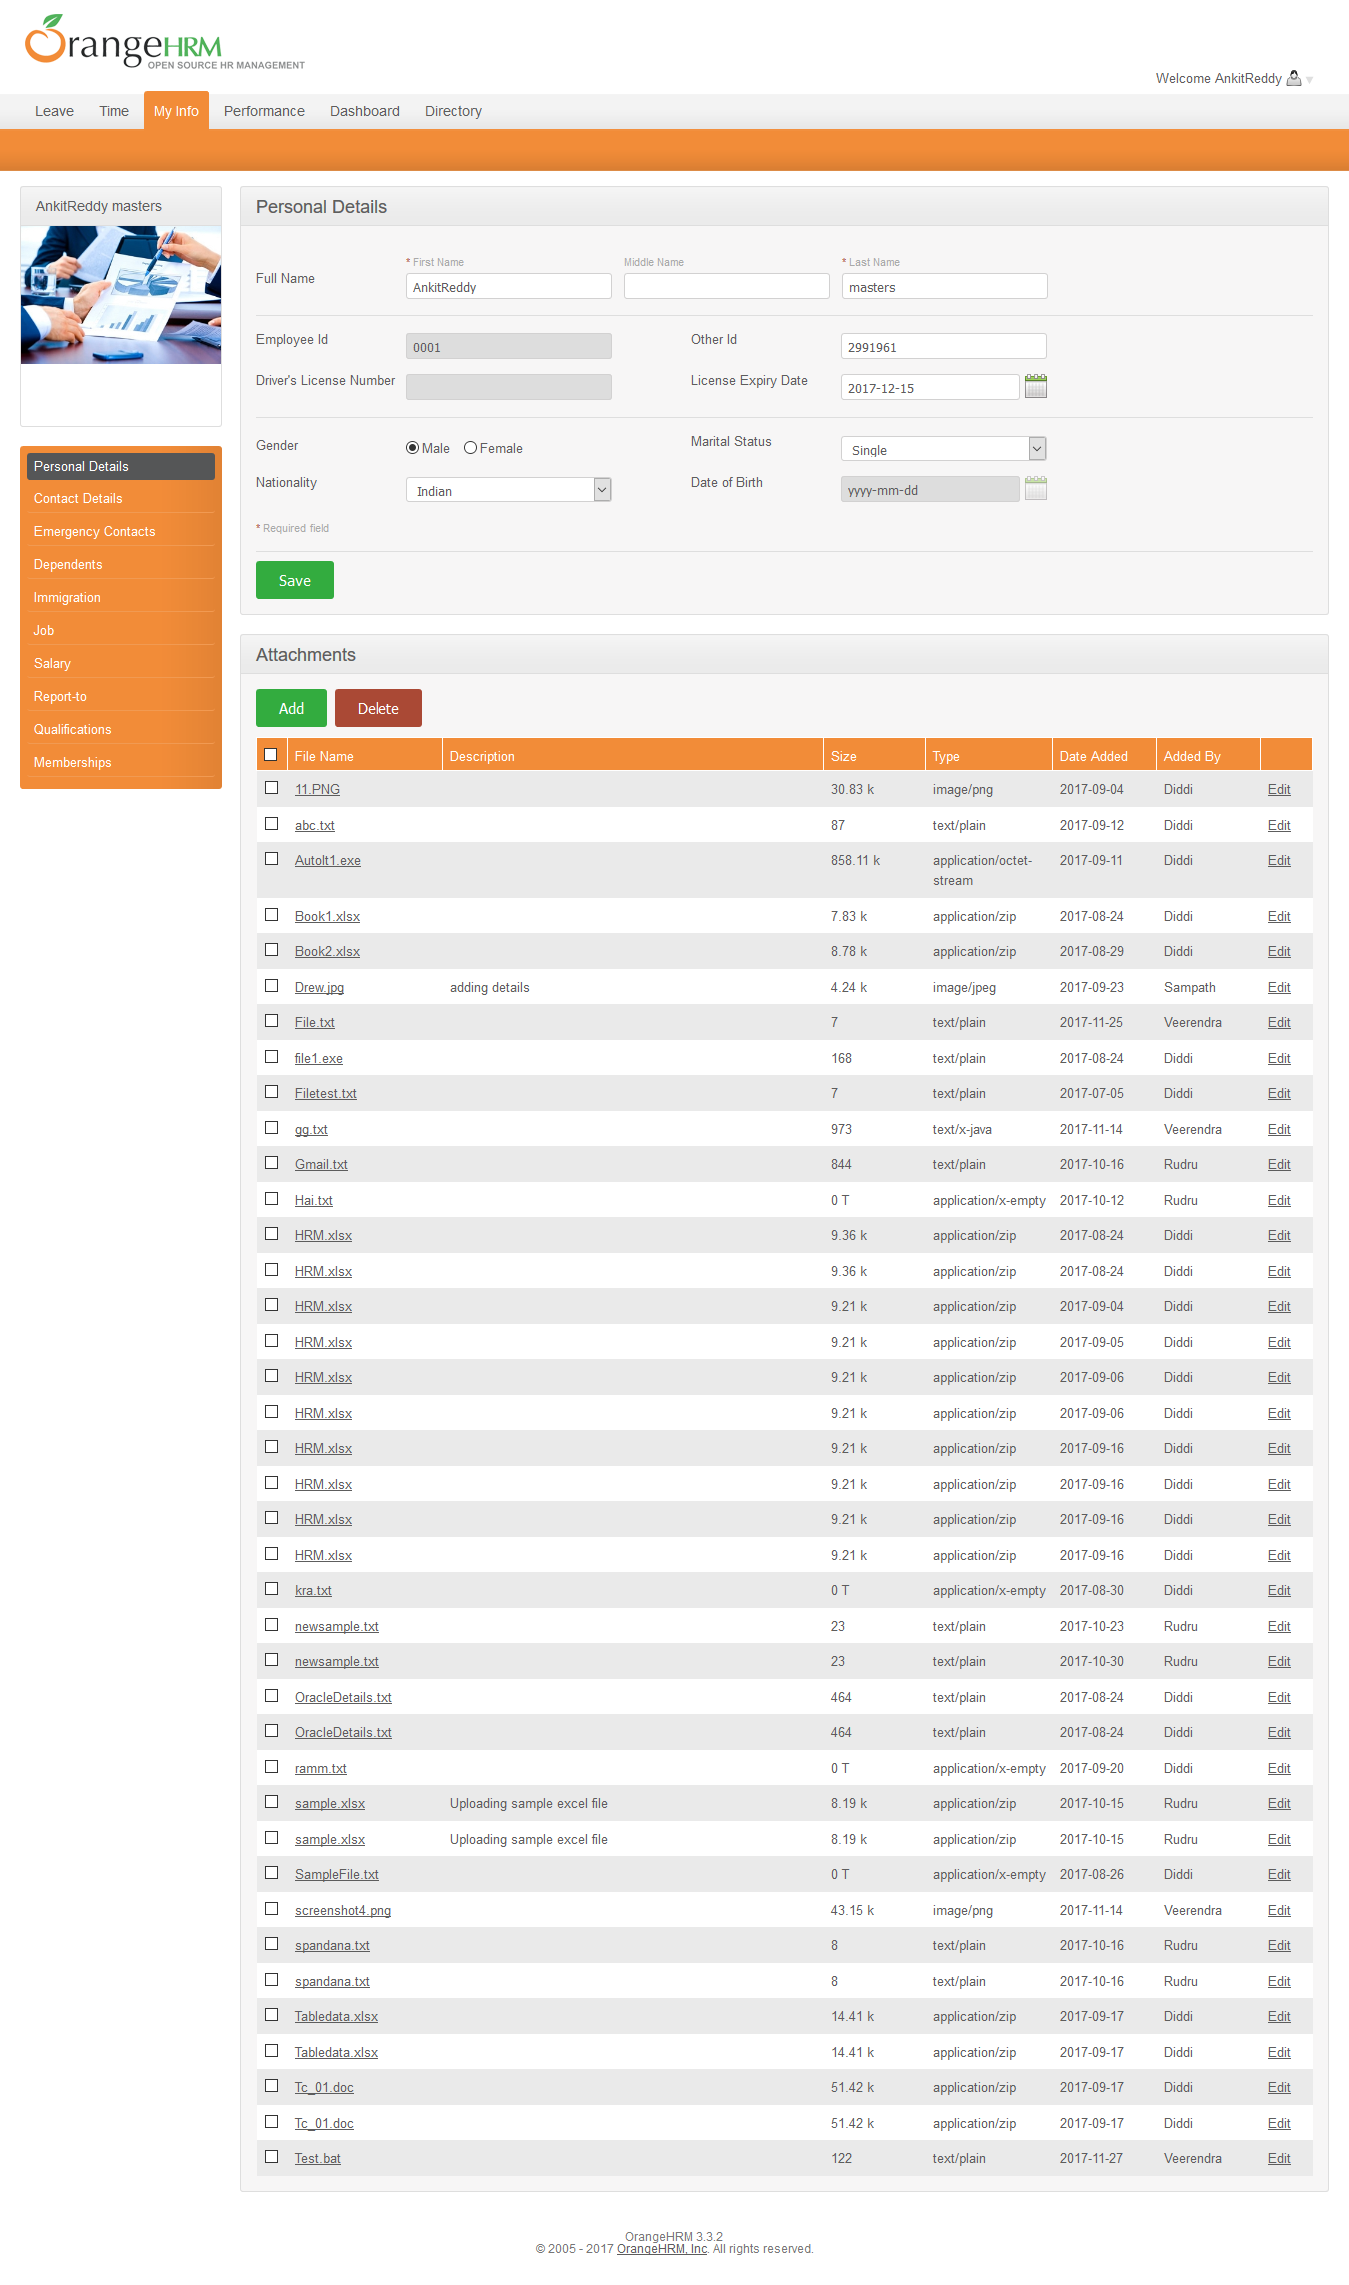 OrangeHRM
OPEN SOURCE HR MANAGEMENT
Welcome AnkitReddy
Leave Time My Info Performance Dashboard Directory
AnkitReddy masters
Personal Details
Contact Details
Emergency Contacts
Dependents
Immigration
Job
Salary
Report-to
Qualifications
Memberships
Personal Details
* First Name Middle Name * Last Name
Full Name AnkitReddy masters
Employee Id 0001 Other Id 2991961
Driver's License Number License Expiry Date 2017-12-15
Gender Male Female Marital Status Single
Nationality Indian Date of Birth yyyy-mm-dd
* Required field
Save
Attachments
Add Delete
File Name Description Size Type Date Added Added By
11.PNG 30.83 k image/png 2017-09-04 Diddi Edit
abc.txt 87 text/plain 2017-09-12 Diddi Edit
AutoIt1.exe 858.11 k application/octet- 2017-09-11 Diddi Edit
stream
Book1.xlsx 7.83 k application/zip 2017-08-24 Diddi Edit
Book2.xlsx 8.78 k application/zip 2017-08-29 Diddi Edit
Drew.jpg adding details 4.24 k image/jpeg 2017-09-23 Sampath Edit
File.txt 7 text/plain 2017-11-25 Veerendra Edit
file1.exe 168 text/plain 2017-08-24 Diddi Edit
Filetest.txt 7 text/plain 2017-07-05 Diddi Edit
gg.txt 973 text/x-java 2017-11-14 Veerendra Edit
Gmail.txt 844 text/plain 2017-10-16 Rudru Edit
Hai.txt 0 T application/x-empty 2017-10-12 Rudru Edit
HRM.xlsx 9.36 k application/zip 2017-08-24 Diddi Edit
HRM.xlsx 9.36 k application/zip 2017-08-24 Diddi Edit
HRM.xlsx 9.21 k application/zip 2017-09-04 Diddi Edit
HRM.xlsx 9.21 k application/zip 2017-09-05 Diddi Edit
HRM.xlsx 9.21 k application/zip 2017-09-06 Diddi Edit
HRM.xlsx 9.21 k application/zip 2017-09-06 Diddi Edit
HRM.xlsx 9.21 k application/zip 2017-09-16 Diddi Edit
HRM.xlsx 9.21 k application/zip 2017-09-16 Diddi Edit
HRM.xlsx 9.21 k application/zip 2017-09-16 Diddi Edit
HRM.xlsx 9.21 k application/zip 2017-09-16 Diddi Edit
kra.txt 0 T application/x-empty 2017-08-30 Diddi Edit
newsample.txt 23 text/plain 2017-10-23 Rudru Edit
newsample.txt 23 text/plain 2017-10-30 Rudru Edit
OracleDetails.txt 464 text/plain 2017-08-24 Diddi Edit
OracleDetails.txt 464 text/plain 2017-08-24 Diddi Edit
ramm.txt 0 T application/x-empty 2017-09-20 Diddi Edit
sample.xlsx Uploading sample excel file 8.19 k application/zip 2017-10-15 Rudru Edit
sample.xlsx Uploading sample excel file 8.19 k application/zip 2017-10-15 Rudru Edit
SampleFile.txt 0 T application/x-empty 2017-08-26 Diddi Edit
screenshot4.png 43.15 k image/png 2017-11-14 Veerendra Edit
spandana.txt 8 text/plain 2017-10-16 Rudru Edit
spandana.txt 8 text/plain 2017-10-16 Rudru Edit
Tabledata.xlsx 14.41 k application/zip 2017-09-17 Diddi Edit
Tabledata.xlsx 14.41 k application/zip 2017-09-17 Diddi Edit
Tc_01.doc 51.42 k application/zip 2017-09-17 Diddi Edit
Tc_01.doc 51.42 k application/zip 2017-09-17 Diddi Edit
Test.bat 122 text/plain 2017-11-27 Veerendra Edit
OrangeHRM 3.3.2
© 2005 - 2017 OrangeHRM, Inc. All rights reserved.